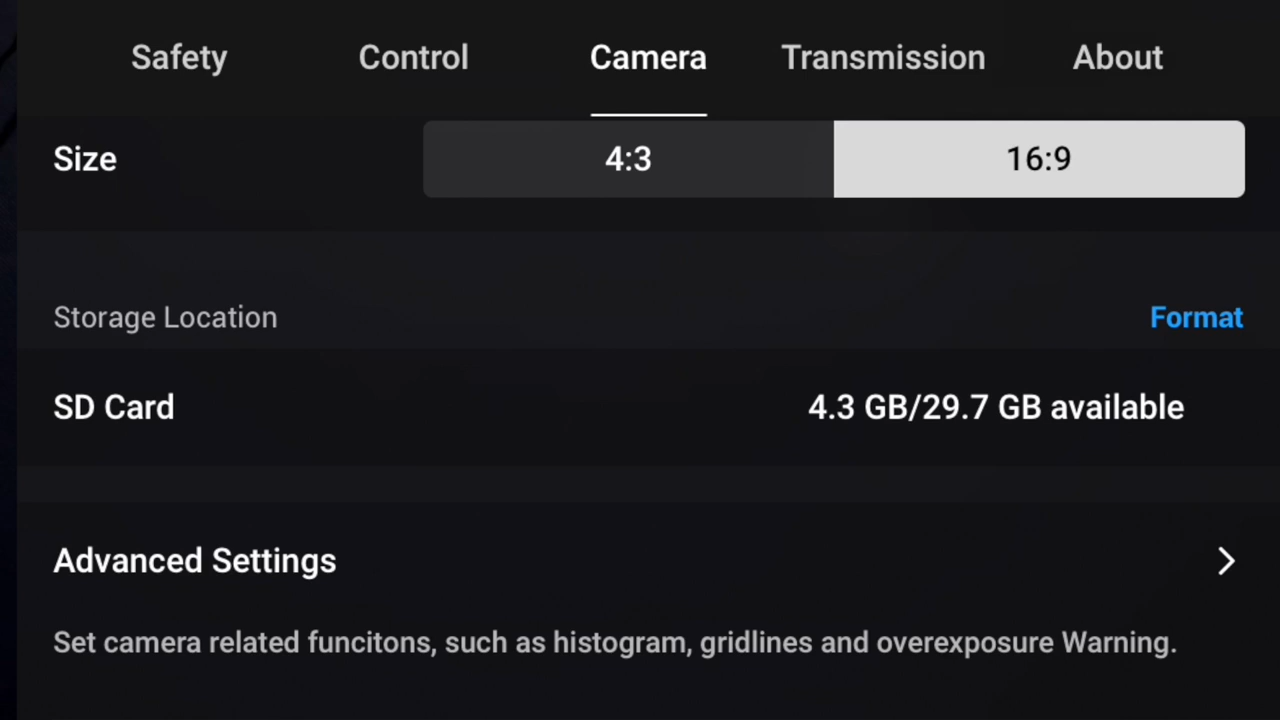 Safety Control Camera Transmission About
Size 4:3 16:9
Storage Location Format
SD Card 4.3 GB/29.7 GB available
Advanced Settings
Set camera related funcitons, such as histogram, gridlines and overexposure Warning.